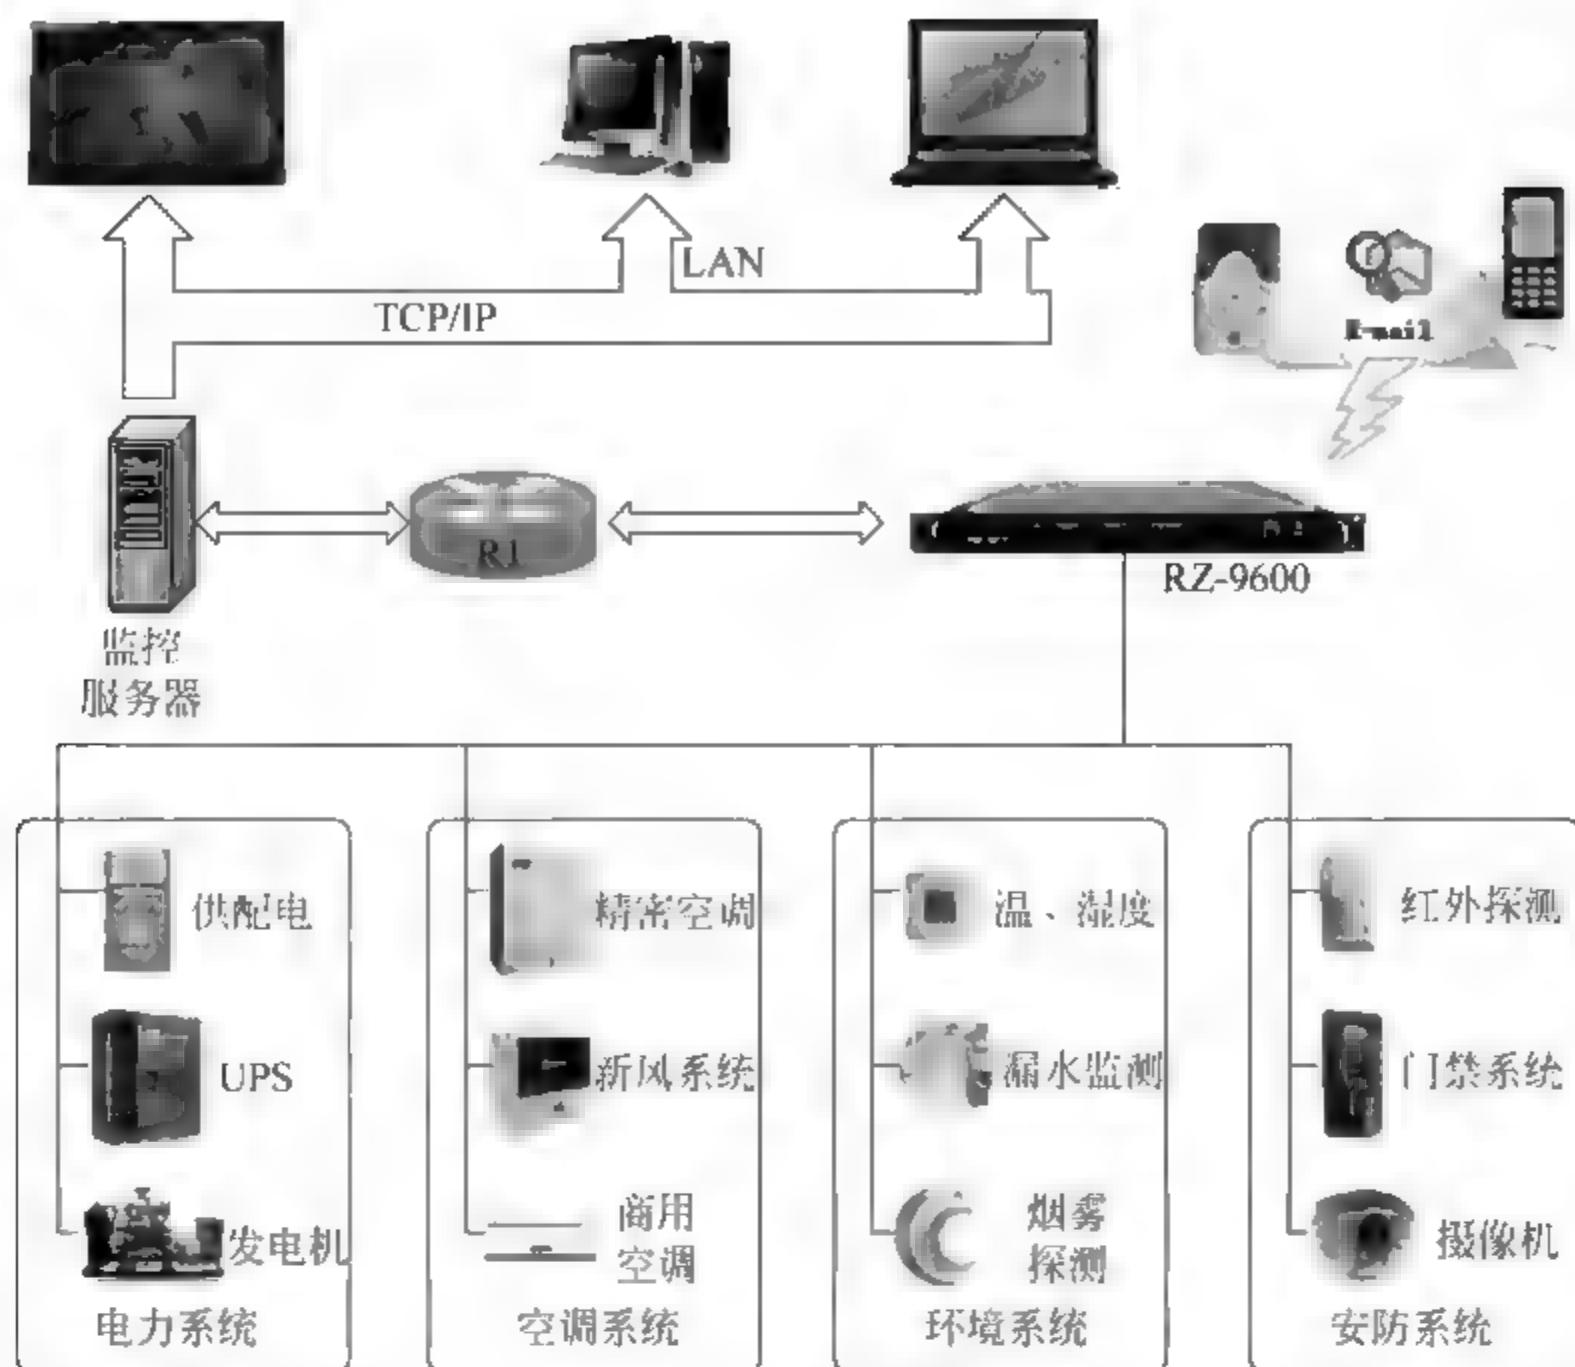 LAN
TCP/IP
E-mail
R1
RZ-9600
监控
服务器
供配电
精密空调
温、湿度
红外探测
UPS
新风系统
漏水监测
门禁系统
发电机
商用
空调
烟雾
探测
摄像机
电力系统
空调系统
环境系统
安防系统